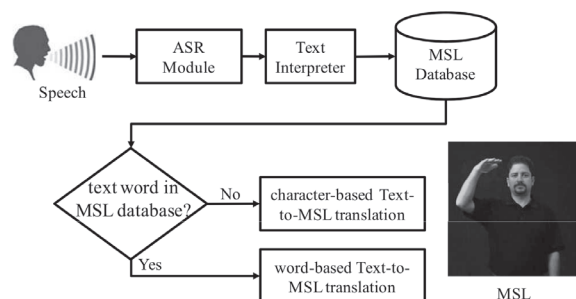 Speech
ASR
Module
Text
Interpreter
MSL
Database
text word in
MSL database?
No
character-based Text-
to-MSL translation
Yes
word-based Text-to-
MSL translation
MSL